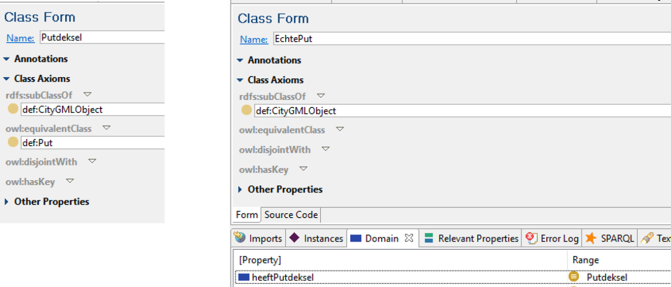 Class Form
Name: Putdeksel
Annotations
Class Axioms
rdfs:subClassOf
def:CityGMLObject
owl:equivalentClass
def:Put
owl:disjointWith
owl:hasKey
Other Properties
Class Form
Name: EchtePut
Annotations
Class Axioms
rdfs:subClassOf
def:CityGMLObject
owl:equivalentClass
owl:disjointWith
owl:hasKey
Other Properties
Form Source Code
Imports Instances Domain Relevant Properties Error Log SPARQL
[Property] Range
heeftPutdeksel Putdeksel